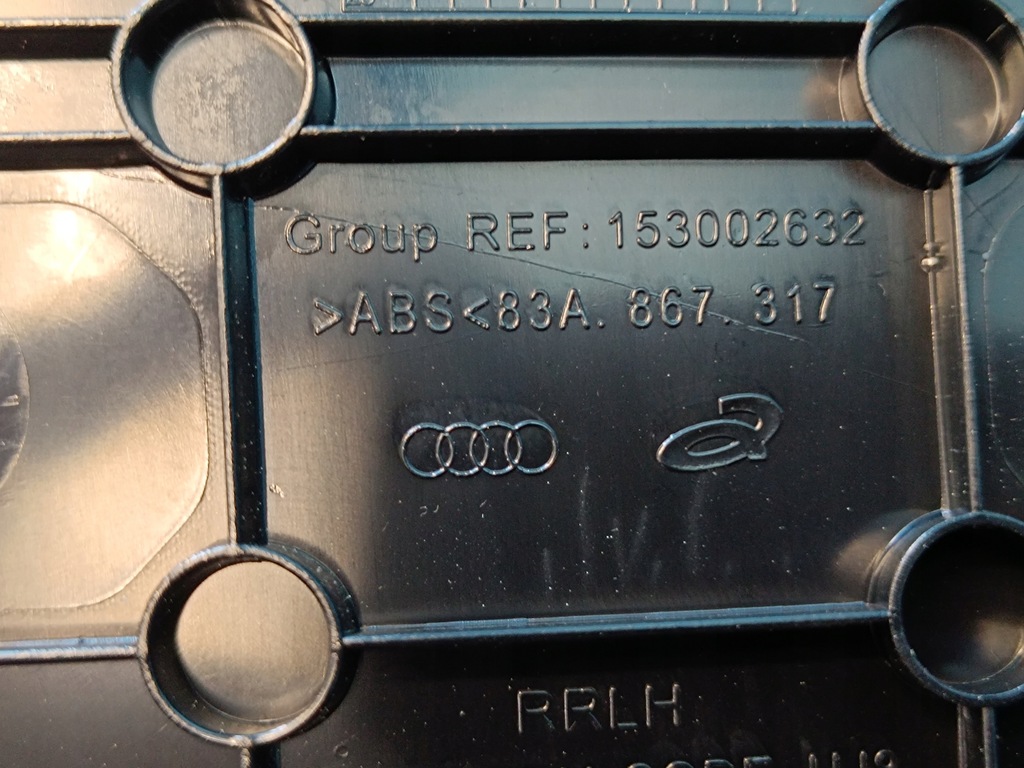 Group REF:153002632
>ABS<83A. 867. 317
RRLH